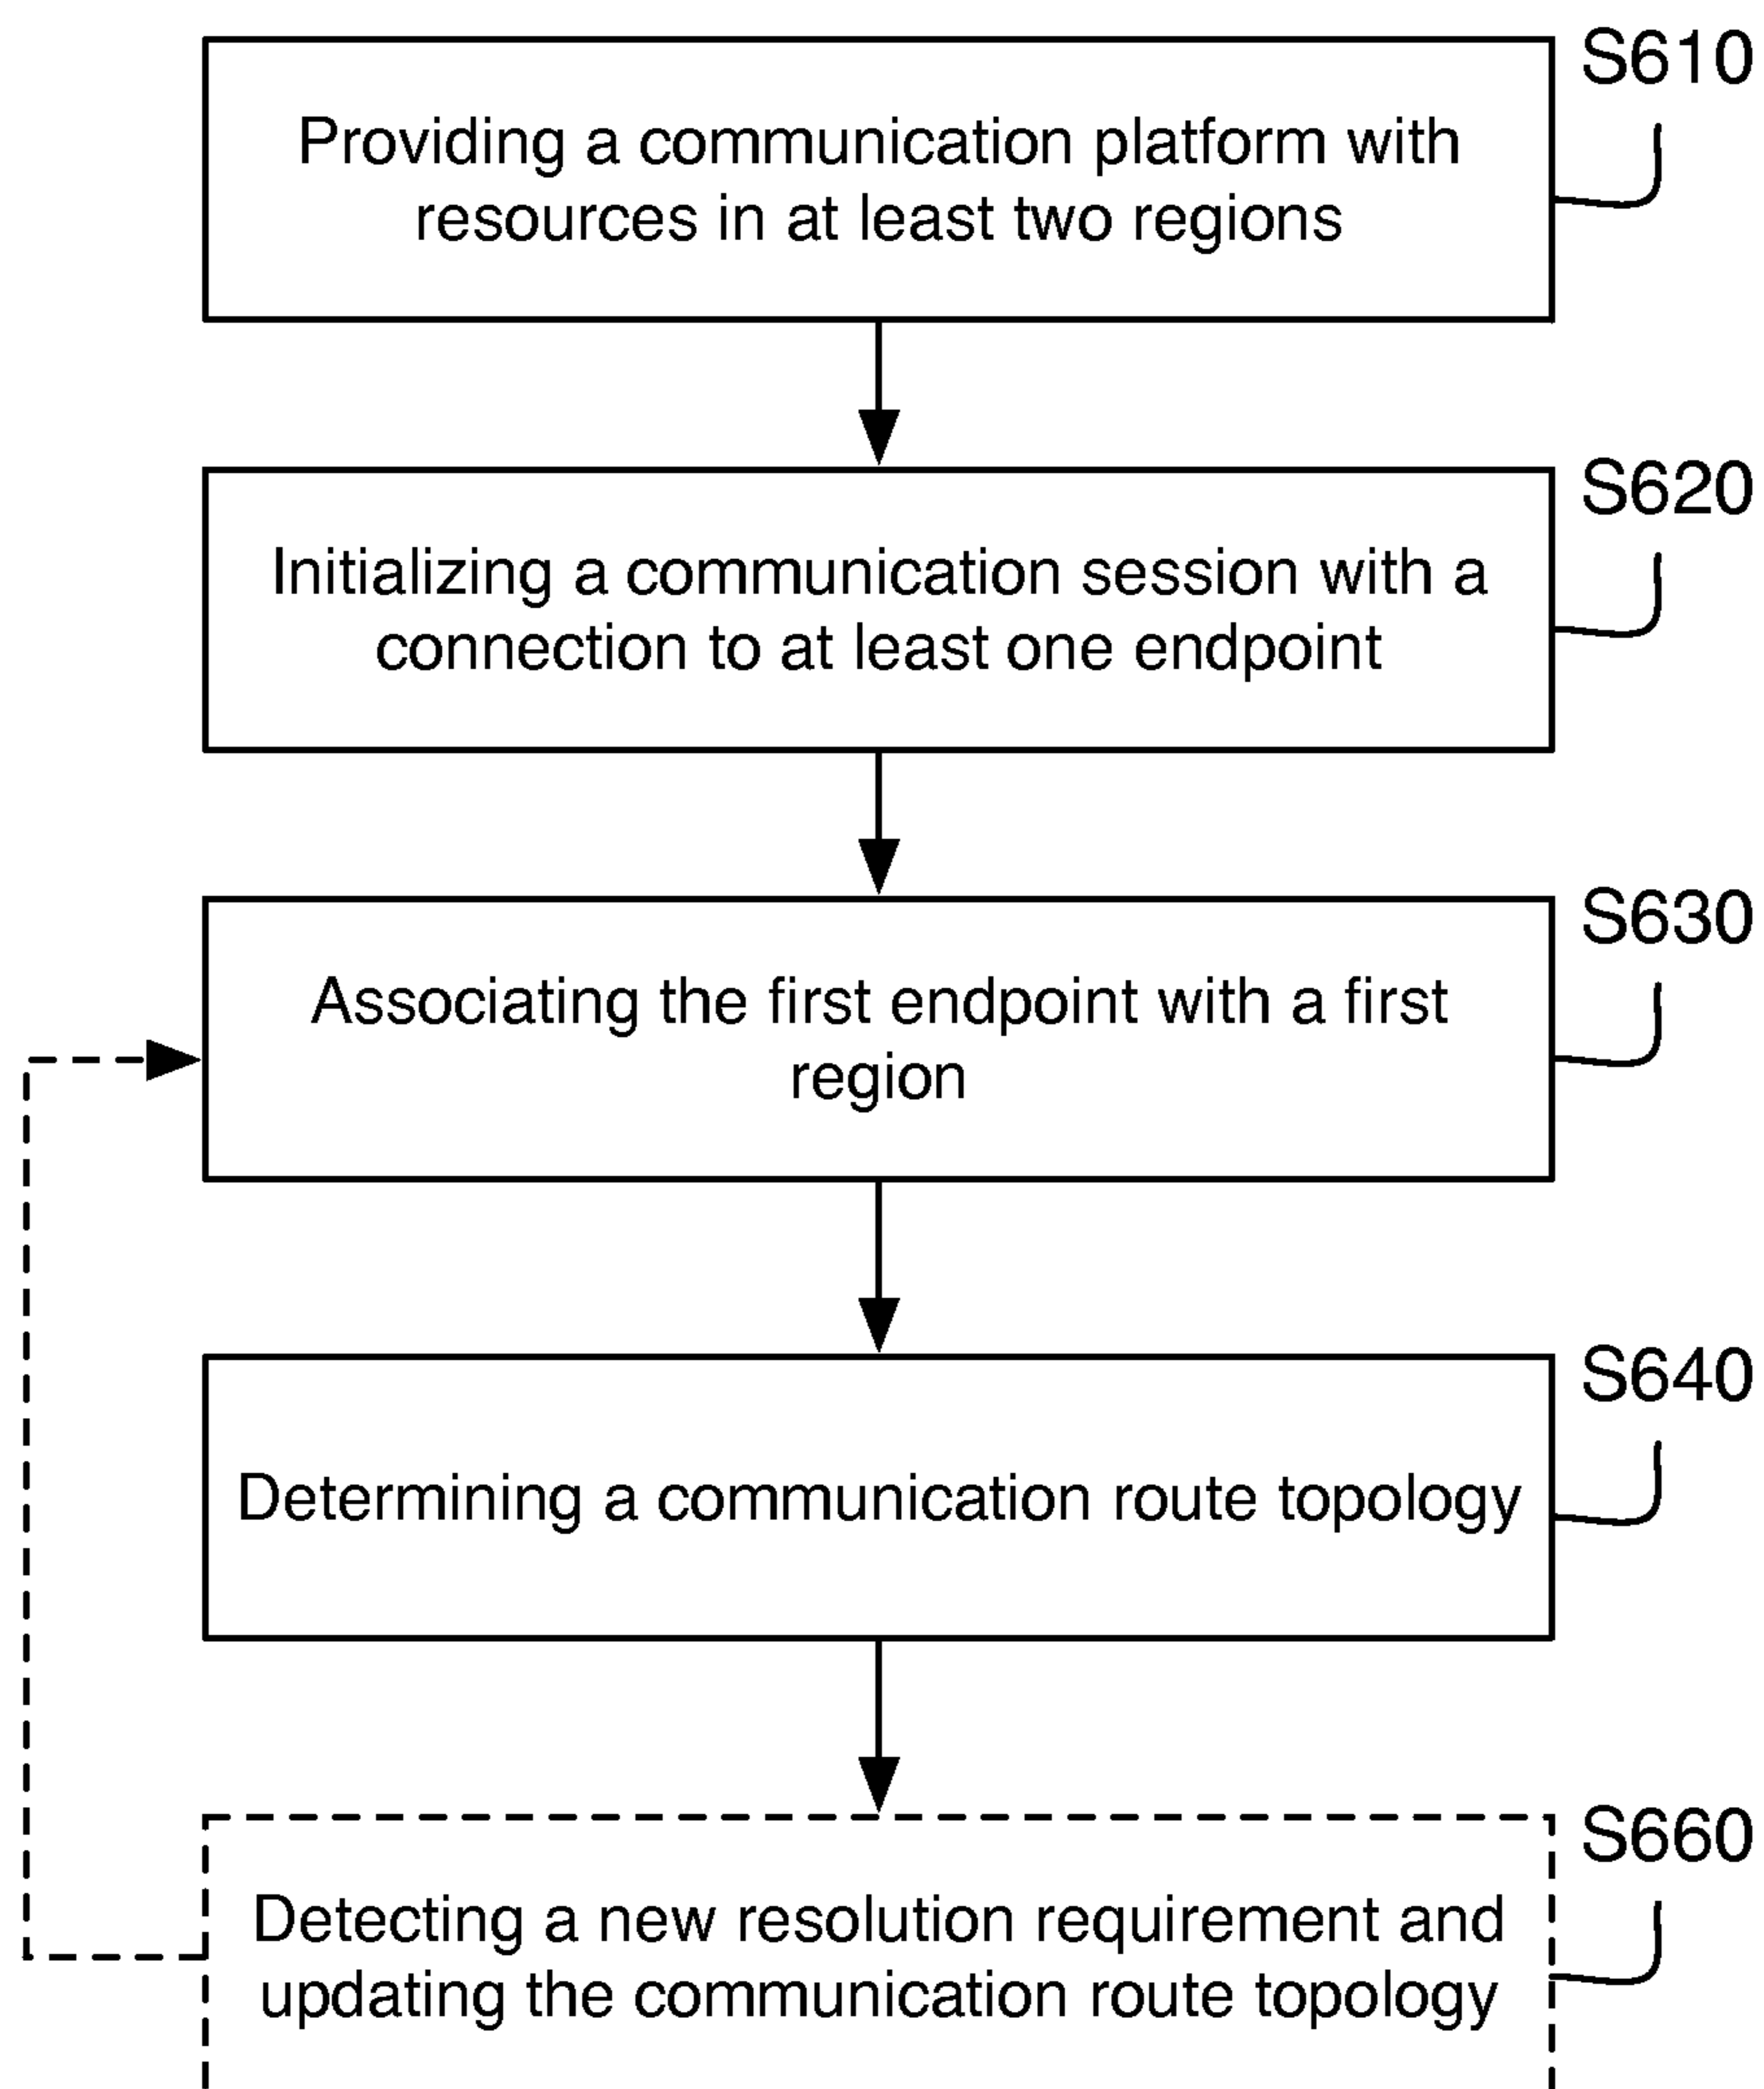 S610
Providing a communication platform with
resources in at least two regions
S620
Initializing a communication session with a
connection to at least one endpoint
S630
Associating the first endpoint with a first
region
S640
Determining a communication route topology
S660
Detecting a new resolution requirement and
updating the communication route topology